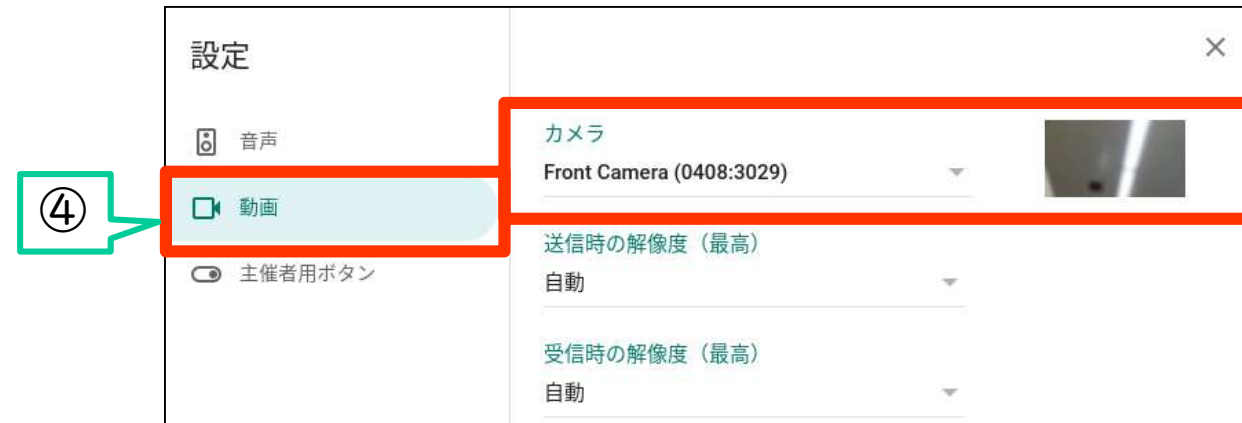 設定
音声
④
動画
主催者用ボタン
カメラ
Front Camera (0408:3029)
送信時の解像度（最高）
自動
受信時の解像度（最高）
自動